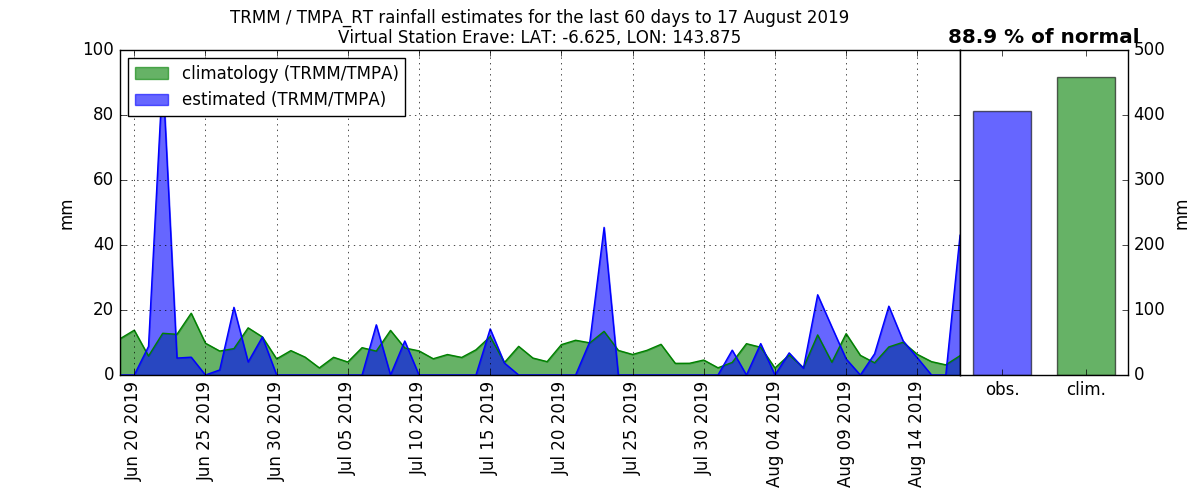 TRMM / TMPA_RT rainfall estimates for the last 60 days to 17 August 2019
Virtual Station Erave: LAT: -6.625, LON: 143.875
88.9 % of normal
climatology (TRMM/TMPA)
estimated (TRMM/TMPA)
100
80
60
40
20
0
mm
500
400
300
200
100
0
mm
Jun 20 2019
Jun 25 2019
Jun 30 2019
Jul 05 2019
Jul 10 2019
Jul 15 2019
Jul 20 2019
Jul 25 2019
Jul 30 2019
Aug 04 2019
Aug 09 2019
Aug 14 2019
obs.
clim.